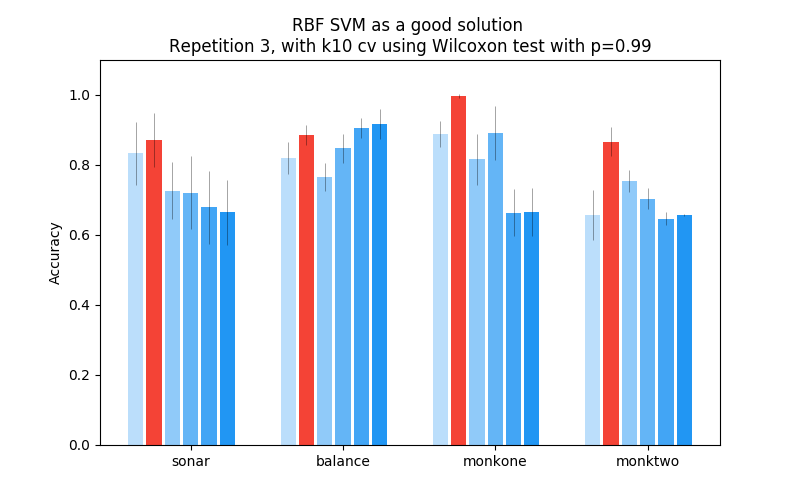 RBF SVM as a good solution
Repetition 3, with k10 cv using Wilcoxon test with p=0.99
1.0
0.8
0.6
0.4
0.2
0.0
Accuracy
sonar balance monkone monktwo